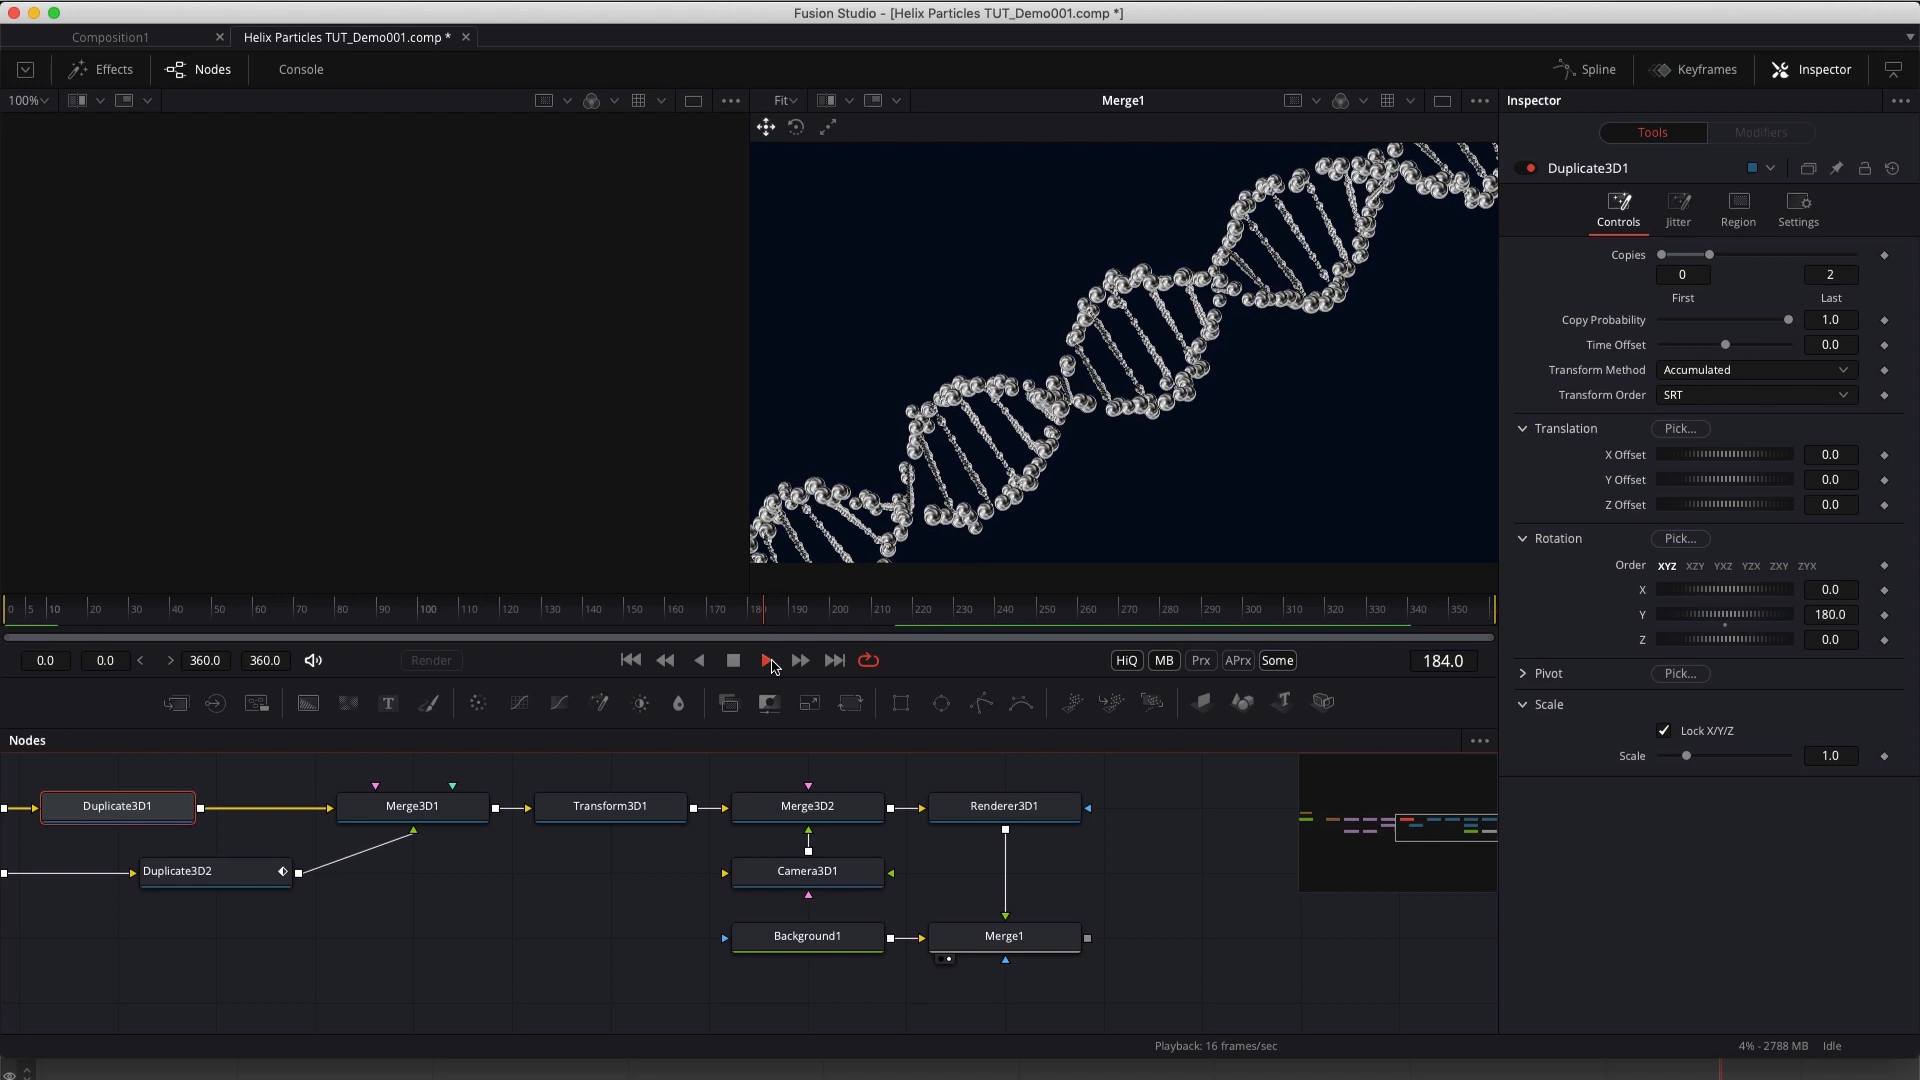 Fusion Studio - [Helix Particles TUT_Demo001.comp *]
Composition1
Helix Particles TUT_Demo001.comp *
Effects
Nodes
Console
Spline
Keyframes
Inspector
100%
Fit
Merge1
Inspector
Tools
Modifiers
Duplicate3D1
Controls
Jitter
Region
Settings
Copies
0
2
First
Last
Copy Probability
1.0
Time Offset
0.0
Transform Method
Accumulated
Transform Order
SRT
Translation
Pick...
X Offset
0.0
Y Offset
0.0
Z Offset
0.0
Rotation
Pick...
Order
XYZ XZY YXZ YZX ZXY ZYX
X
0.0
Y
180.0
Z
0.0
Pivot
Pick...
Scale
Lock X/Y/Z
Scale
1.0
0 5 10 20 30 40 50 60 70 80 90 100 110 120 130 140 150 160 170 190 200 210 220 230 240 250 260 270 280 290 300 310 320 330 340 350
0.0
0.0
360.0
360.0
Render
HiQ
MB
Prx
APrx
Some
184.0
Nodes
Duplicate3D1
Merge3D1
Transform3D1
Merge3D2
Renderer3D1
Duplicate3D2
Camera3D1
Background1
Merge1
Playback: 16 frames/sec
4% - 2788 MB
Idle